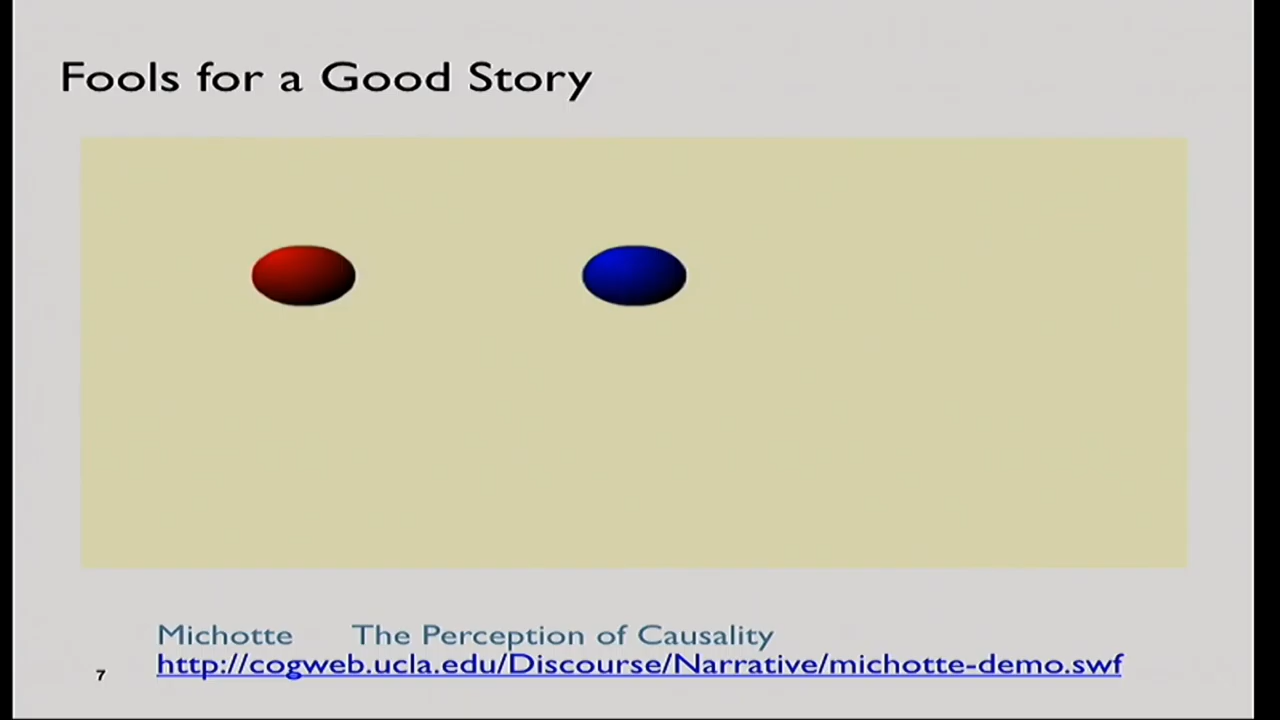 Fools for a Good Story
Michotte The Perception of Causality
http://cogweb.ucla.edu/Discourse/Narrative/michotte-demo.swf
7